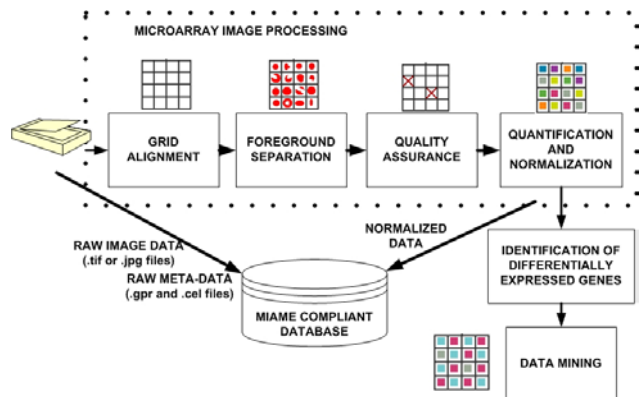 MICROARRAY IMAGE PROCESSING
GRID
ALIGNMENT
FOREGROUND
SEPARATION
QUALITY
ASSURANCE
QUANTIFICATION
AND
NORMALIZATION
RAW IMAGE DATA
(.tif or .jpg files)
RAW META-DATA
(.gpr and .cel files)
NORMALIZED
DATA
MIAME COMPLIANT
DATABASE
IDENTIFICATION OF
DIFFERENTIALLY
EXPRESSED GENES
DATA MINING